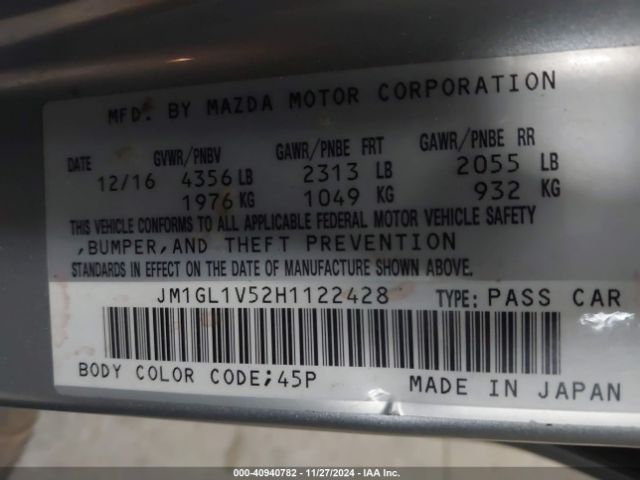 MFD. BY MAZDA MOTOR CORPORATION
DATE GVWR/PNBV GAWR/PNBE FRT GAWR/PNBE RR
12/16 4356 LB 2313 LB 2055 LB
1976 KG 1049 KG 932 KG
THIS VEHICLE CONFORMS TO ALL APPLICABLE FEDERAL MOTOR VEHICLE SAFETY
,BUMPER,AND THEFT PREVENTION
STANDARDS IN EFFECT ON THE DATE OF MANUFACTURE SHOWN ABOVE.
JM1GL1V52H1122428 TYPE: PASS CAR
BODY COLOR CODE;45P MADE IN JAPAN
© STOCK: 40940782 - 11/27/2024 - IAA Inc.